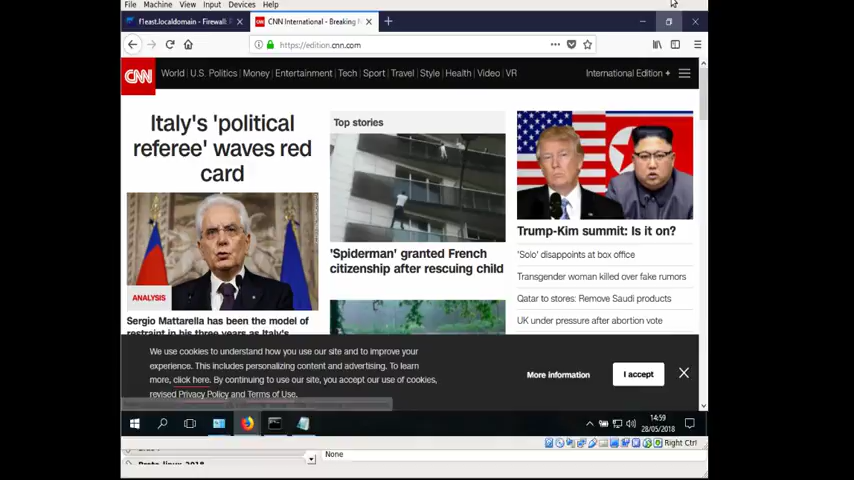 File Machine View Input Devices Help
f1east.localdomain - Firewall: R
CNN International - Breaking N
https://edition.cnn.com
CNN World U.S. Politics Money Entertainment Tech Sport Travel Style Health Video VR International Edition +
Italy's 'political
referee' waves red
card
ANALYSIS
Sergio Mattarella has been the model of
restraint in his three years as Italy's
Top stories
'Spiderman' granted French
citizenship after rescuing child
Trump-Kim summit: Is it on?
'Solo' disappoints at box office
Transgender woman killed over fake rumors
Qatar to stores: Remove Saudi products
UK under pressure after abortion vote
We use cookies to understand how you use our site and to improve your
experience. This includes personalizing content and advertising. To learn
more, click here. By continuing to use our site, you accept our use of cookies,
revised Privacy Policy and Terms of Use.
More information
I accept
14:59
28/05/2018
Right Ctrl
None